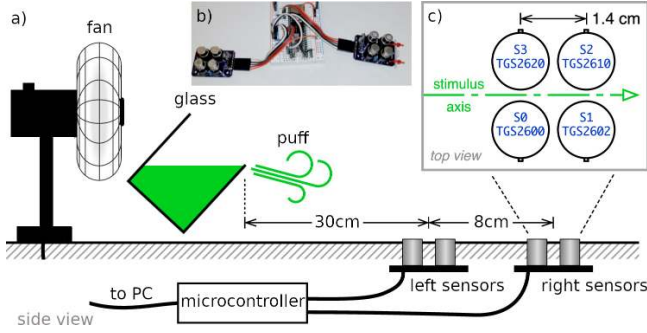 a)
fan
b)
c)
1.4 cm
S3
TGS2620
S2
TGS2610
stimulus
axis
S0
TGS2600
S1
TGS2602
top view
glass
puff
30cm
8cm
to PC
microcontroller
left sensors
right sensors
side view